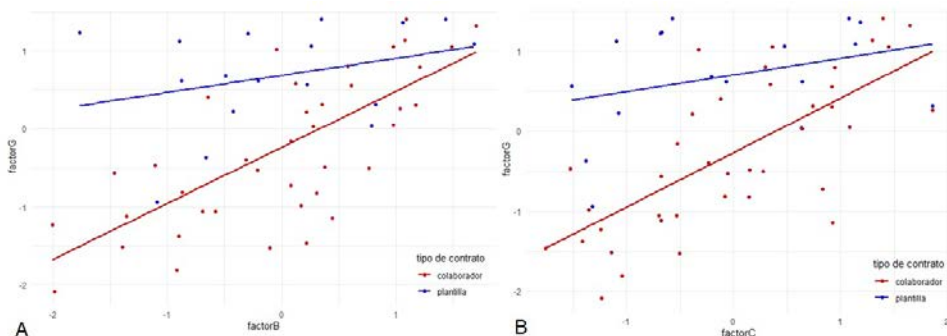 1
0
-1
-2
factorG
-2
-1
0
1
factorB
tipo de contrato
colaborador
plantilla
A
1
0
-1
-2
factorG
-1
0
1
2
factorC
tipo de contrato
colaborador
plantilla
B